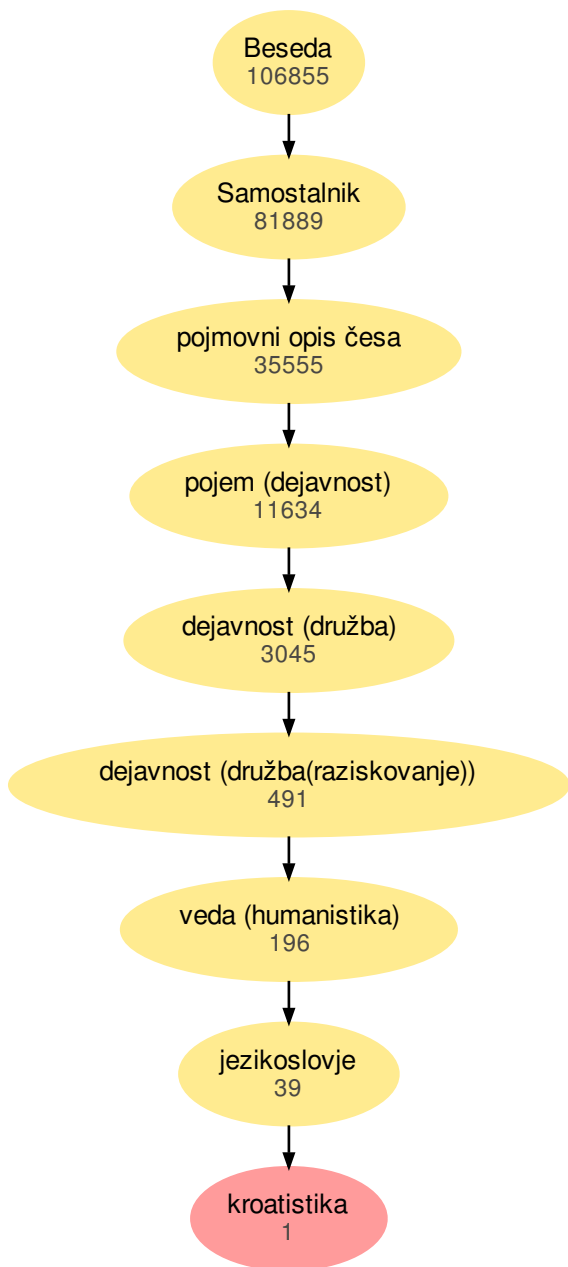 Beseda
106855
Samostalnik
81889
pojmovni opis česa
35555
pojem (dejavnost)
11634
dejavnost (družba)
3045
dejavnost (družba(raziskovanje))
491
veda (humanistika)
196
jezikoslovje
39
kroatistika
1